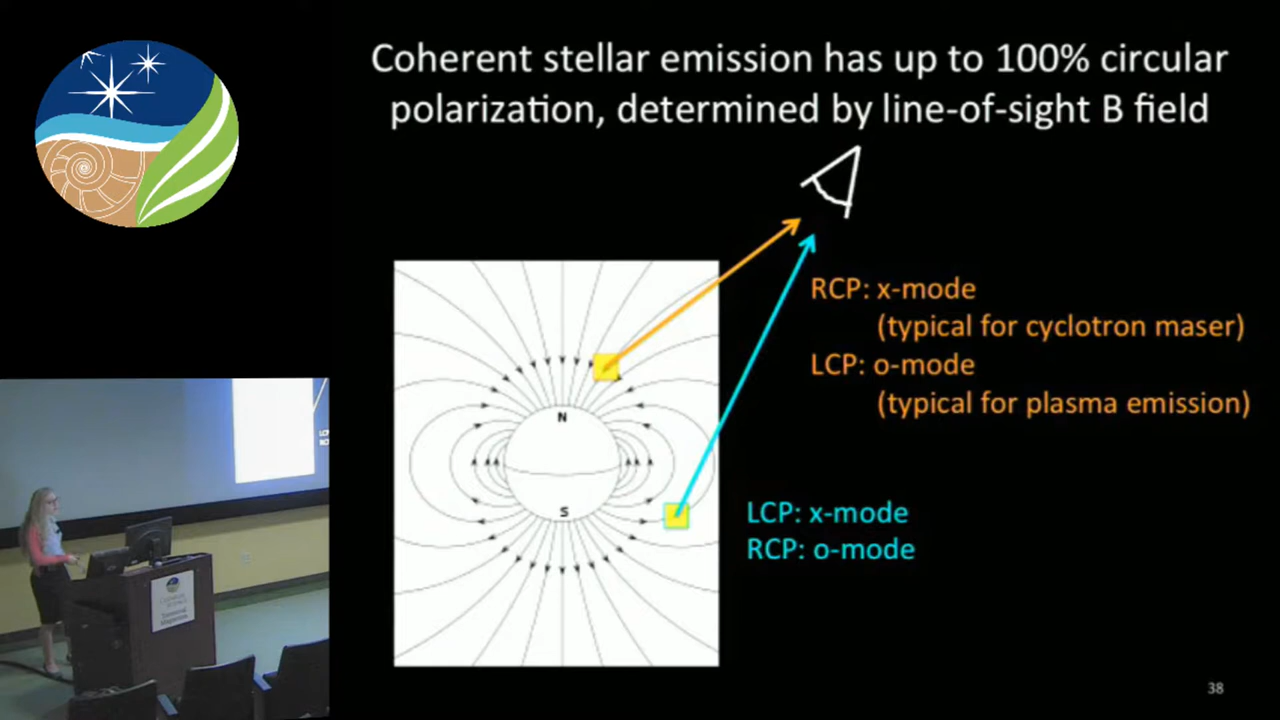 Coherent stellar emission has up to 100% circular
polarization, determined by line-of-sight B field
RCP: x-mode
(typical for cyclotron maser)
LCP: o-mode
(typical for plasma emission)
N
S
LCP: x-mode
RCP: o-mode
38